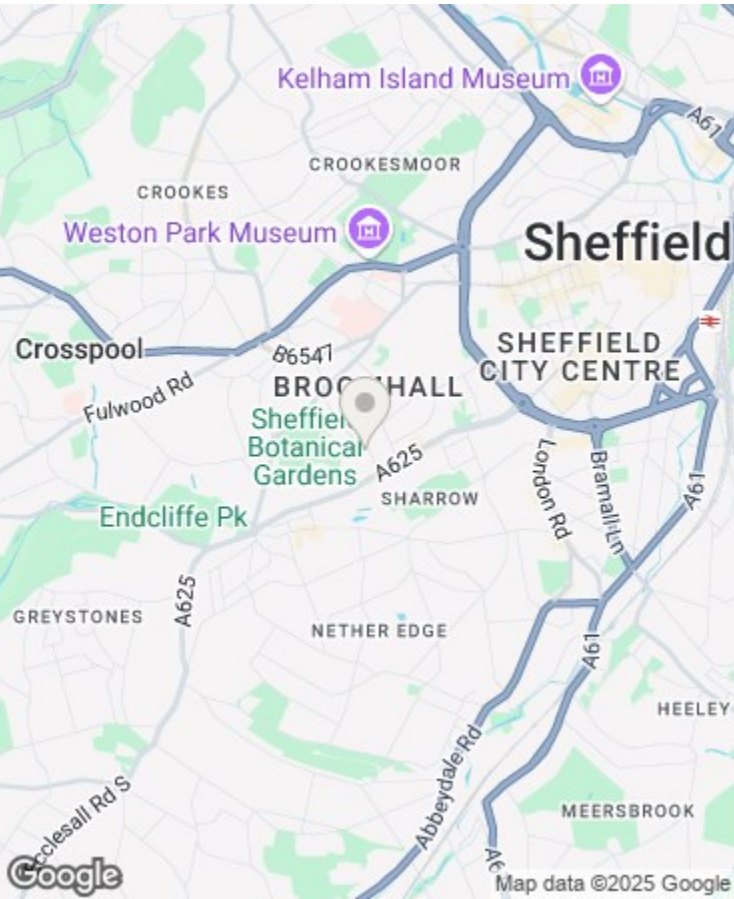 Kelham Island Museum
A61
CROOKESMOOR
CROOKES
Weston Park Museum
Sheffield
Crosspool
B6547
SHEFFIELD
CITY CENTRE
Fulwood Rd
Sheffiel
Botanical
Gardens
A625
London Rd
Bramall Ln
A61
SHARROW
Endcliffe Pk
A625
GREYSTONES
NETHER EDGE
A61
HEELEY
Abbeydale Rd
MEERSBROOK
Rd S
Google
Map data ©2025 Google